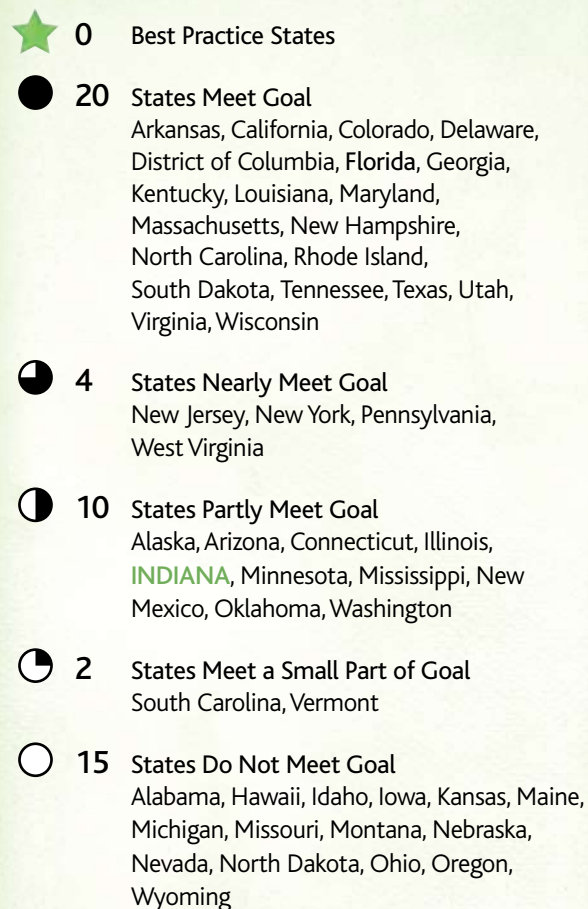 0 Best Practice States
20 States Meet Goal
Arkansas, California, Colorado, Delaware,
District of Columbia, Florida, Georgia,
Kentucky, Louisiana, Maryland,
Massachusetts, New Hampshire,
North Carolina, Rhode Island,
South Dakota, Tennessee, Texas, Utah,
Virginia, Wisconsin
4 States Nearly Meet Goal
New Jersey, New York, Pennsylvania,
West Virginia
10 States Partly Meet Goal
Alaska, Arizona, Connecticut, Illinois,
INDIANA, Minnesota, Mississippi, New
Mexico, Oklahoma, Washington
2 States Meet a Small Part of Goal
South Carolina, Vermont
15 States Do Not Meet Goal
Alabama, Hawaii, Idaho, Iowa, Kansas, Maine,
Michigan, Missouri, Montana, Nebraska,
Nevada, North Dakota, Ohio, Oregon,
Wyoming